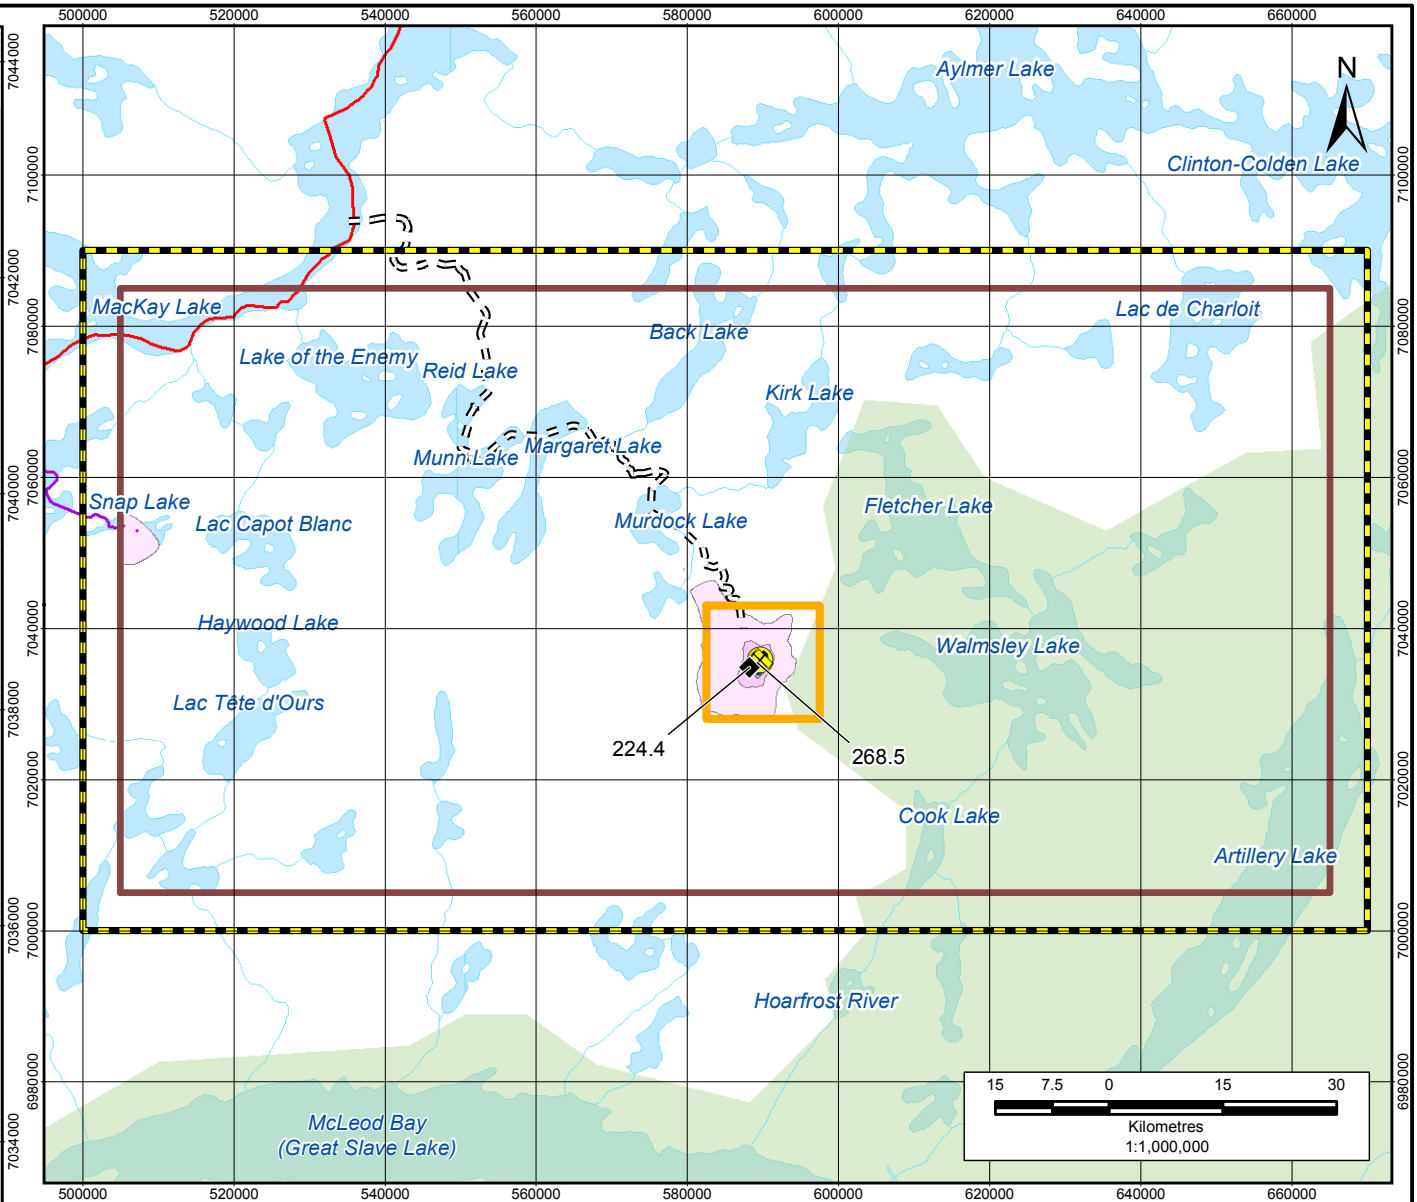 500000 520000 540000 560000 580000 600000 620000 640000 660000
7044000
7042000
7040000
7038000
7036000
7034000
7100000
7080000
7060000
7040000
7020000
7000000
6980000
N
Aylmer Lake
Clinton-Colden Lake
MacKay Lake
Lac de Charloit
Back Lake
Lake of the Enemy
Reid Lake
Kirk Lake
Margaret Lake
Munn Lake
Snap Lake
Fletcher Lake
Lac Capot Blanc
Murdock Lake
Haywood Lake
Walmsley Lake
Lac Tête d'Ours
224.4
268.5
Cook Lake
Artillery Lake
Hoarfrost River
McLeod Bay
(Great Slave Lake)
7100000
7080000
7060000
7040000
7020000
7000000
6980000
15 7.5 0 15 30
Kilometres
1:1,000,000
500000 520000 540000 560000 580000 600000 620000 640000 660000